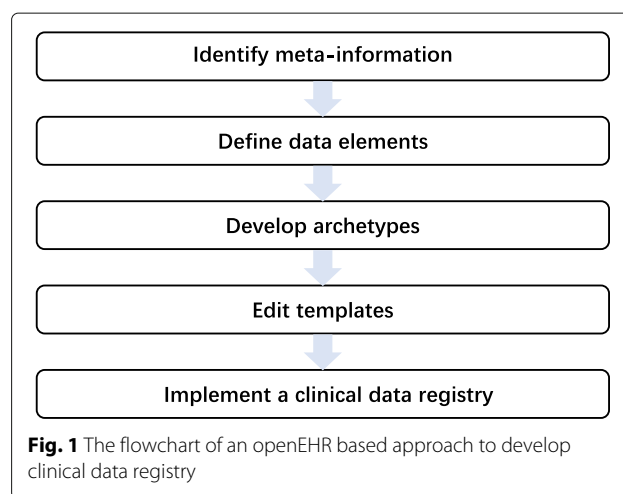 Identify meta-information
Define data elements
Develop archetypes
Edit templates
Implement a clinical data registry
Fig. 1 The flowchart of an openEHR based approach to develop
clinical data registry